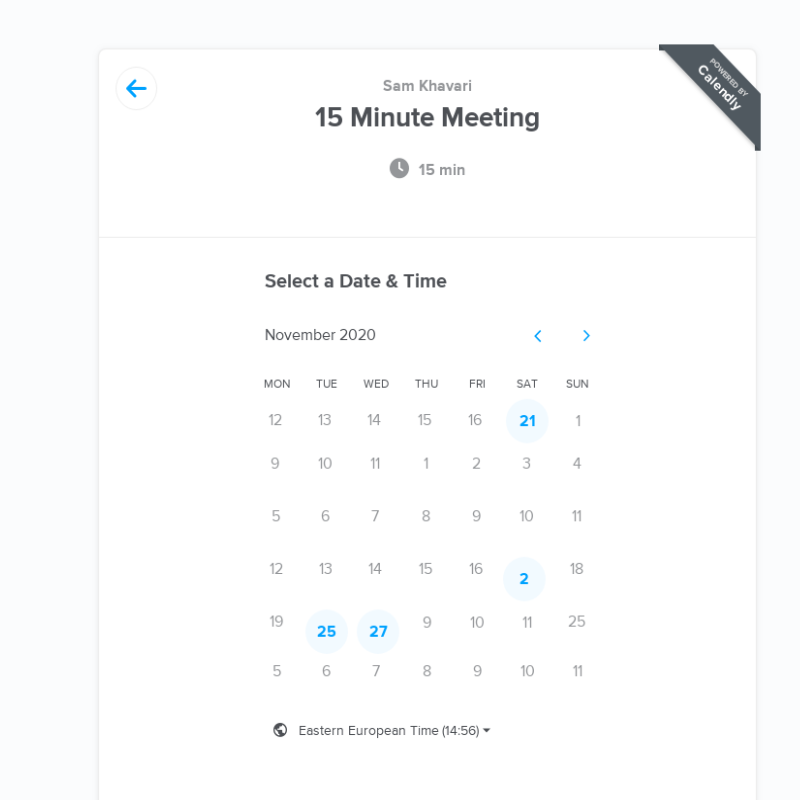 POWERED BY
Calendly
Sam Khavari
15 Minute Meeting
15 min
Select a Date & Time
November 2020
MON TUE WED THU FRI SAT SUN
12 13 14 15 16 21 1
9 10 11 1 2 3 4
5 6 7 8 9 10 11
12 13 14 15 16 2 18
19 25 27 9 10 11 25
5 6 7 8 9 10 11
Eastern European Time (14:56)